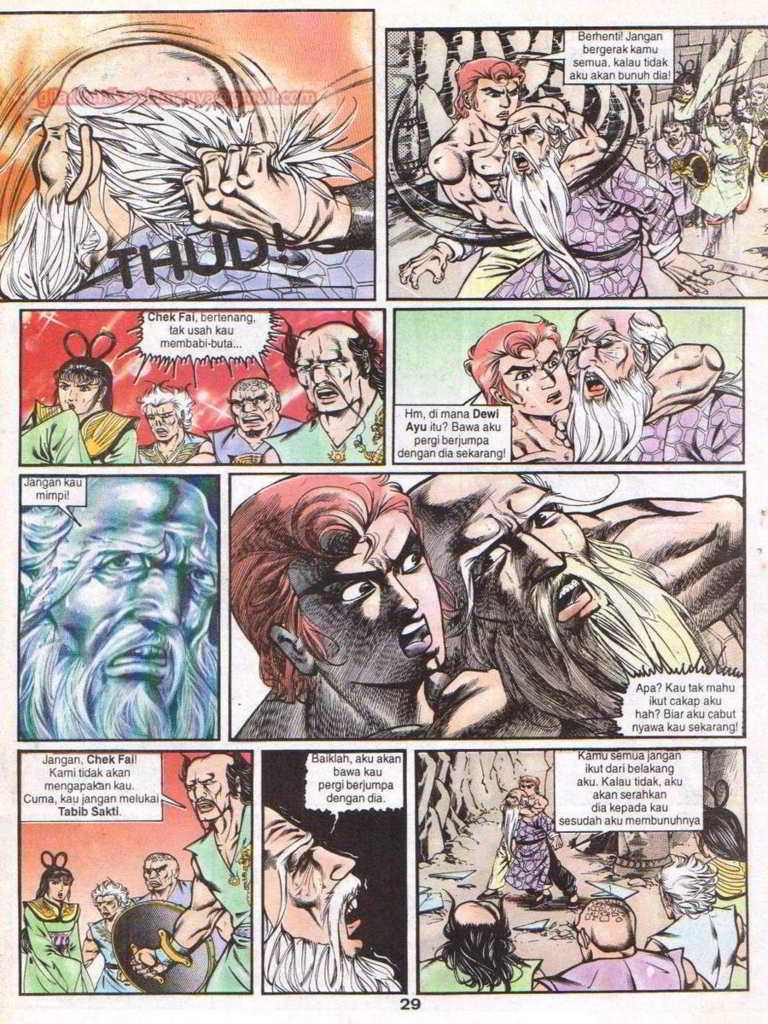 THUD!
Berhenti! Jangan
bergerak kamu
semua, kalau tidak
aku akan bunuh dia!
Chek Fai, bertenang,
tak usah kau
membabi-buta...
Hm, di mana Dewi
Ayu itu? Bawa aku
pergi berjumpa
dengan dia sekarang!
Jangan kau
mimpi!
Apa? Kau tak mahu
ikut cakap aku
hah? Biar aku cabut
nyawa kau sekarang!
Jangan, Chek Fai!
Kami tidak akan
mengapakan kau.
Cuma, kau jangan melukai
Tabib Sakti.
Baiklah, aku akan
bawa kau
pergi berjumpa
dengan dia.
Kamu semua jangan
ikut dari belakang
aku. Kalau tidak, aku
akan serahkan
dia kepada kau
sesudah aku membunuhnya
29